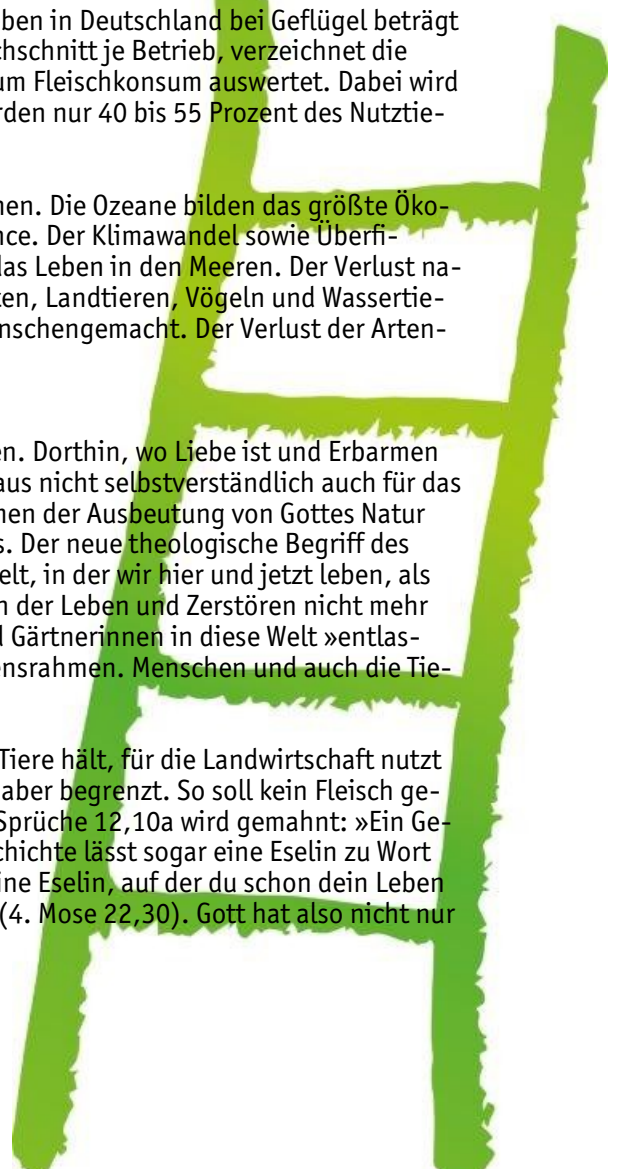 ben in Deutschland bei Geflügel beträgt
chschnitt je Betrieb, verzeichnet die
um Fleischkonsum auswertet. Dabei wird
rden nur 40 bis 55 Prozent des Nutztie-
nen. Die Ozeane bilden das größte Öko-
nce. Der Klimawandel sowie Überfi-
das Leben in den Meeren. Der Verlust na-
ten, Landtieren, Vögeln und Wassertie-
nschengemacht. Der Verlust der Arten-
en. Dorthin, wo Liebe ist und Erbarmen
aus nicht selbstverständlich auch für das
men der Ausbeutung von Gottes Natur
s. Der neue theologische Begriff des
elt, in der wir hier und jetzt leben, als
n der Leben und Zerstören nicht mehr
d Gärtnerinnen in diese Welt »entlas-
ensrahmen. Menschen und auch die Tie-
Tiere hält, für die Landwirtschaft nutzt
aber begrenzt. So soll kein Fleisch ge-
Sprüche 12,10a wird gemahnt: »Ein Ge-
chichte lässt sogar eine Eselin zu Wort
ine Eselin, auf der du schon dein Leben
(4. Mose 22,30). Gott hat also nicht nur